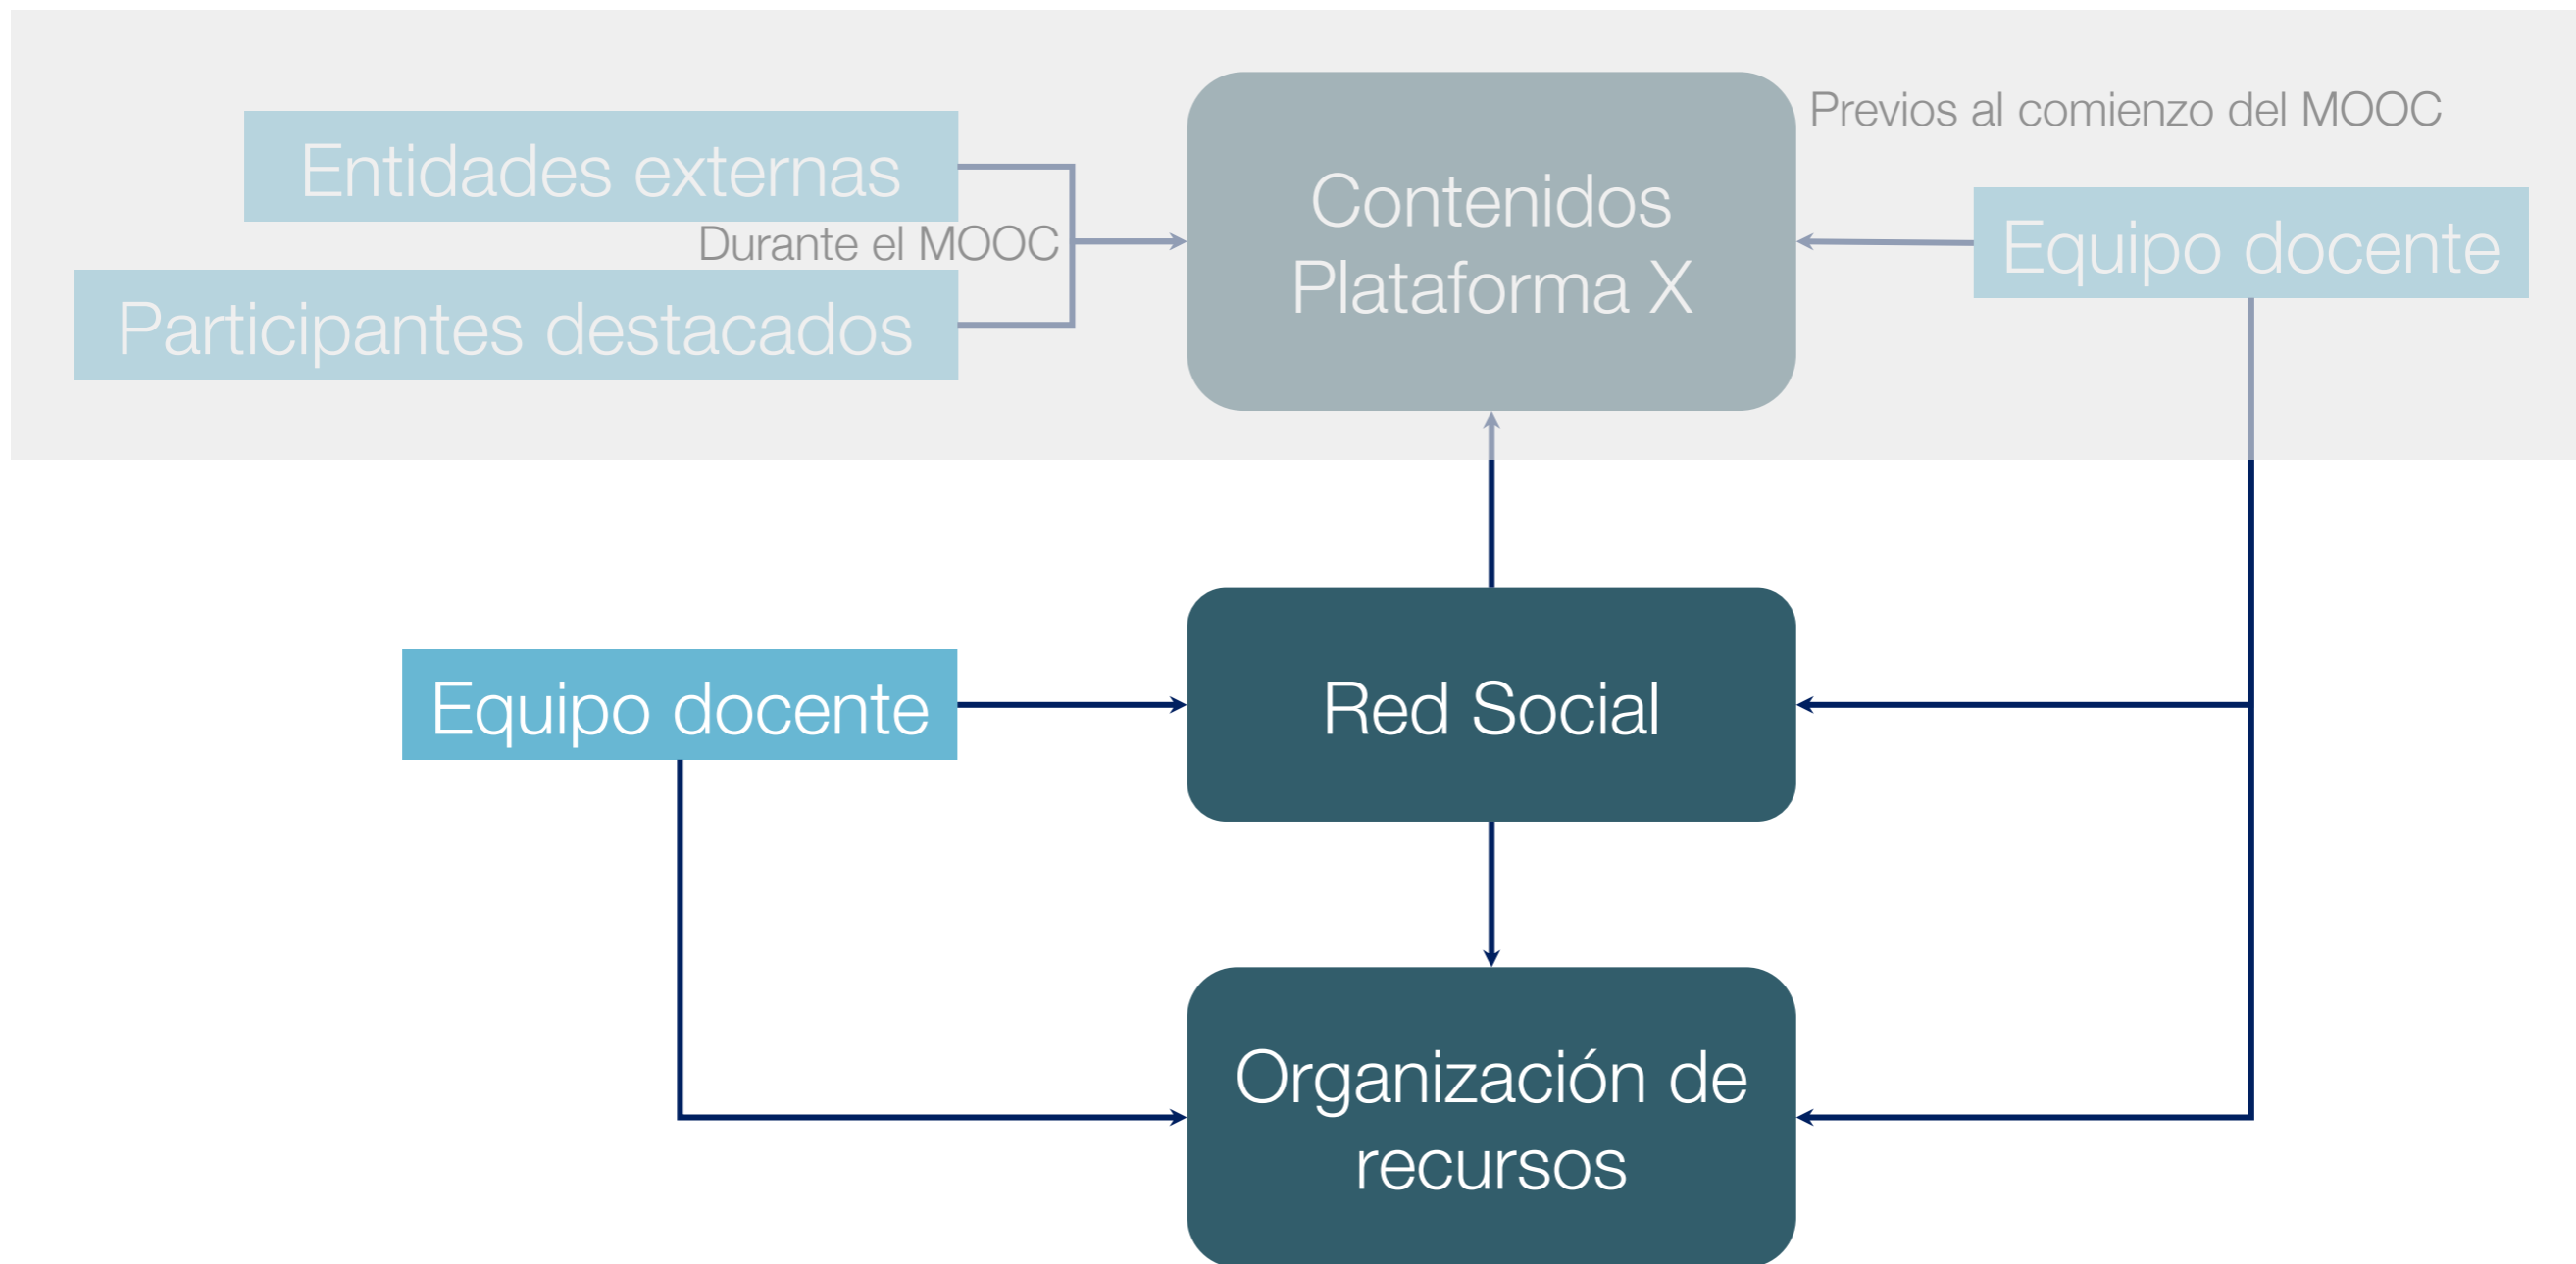 Previos al comienzo del MOOC
Entidades externas
Durante el MOOC
Participantes destacados
Contenidos
Plataforma X
Equipo docente
Equipo docente
Red Social
Organización de
recursos